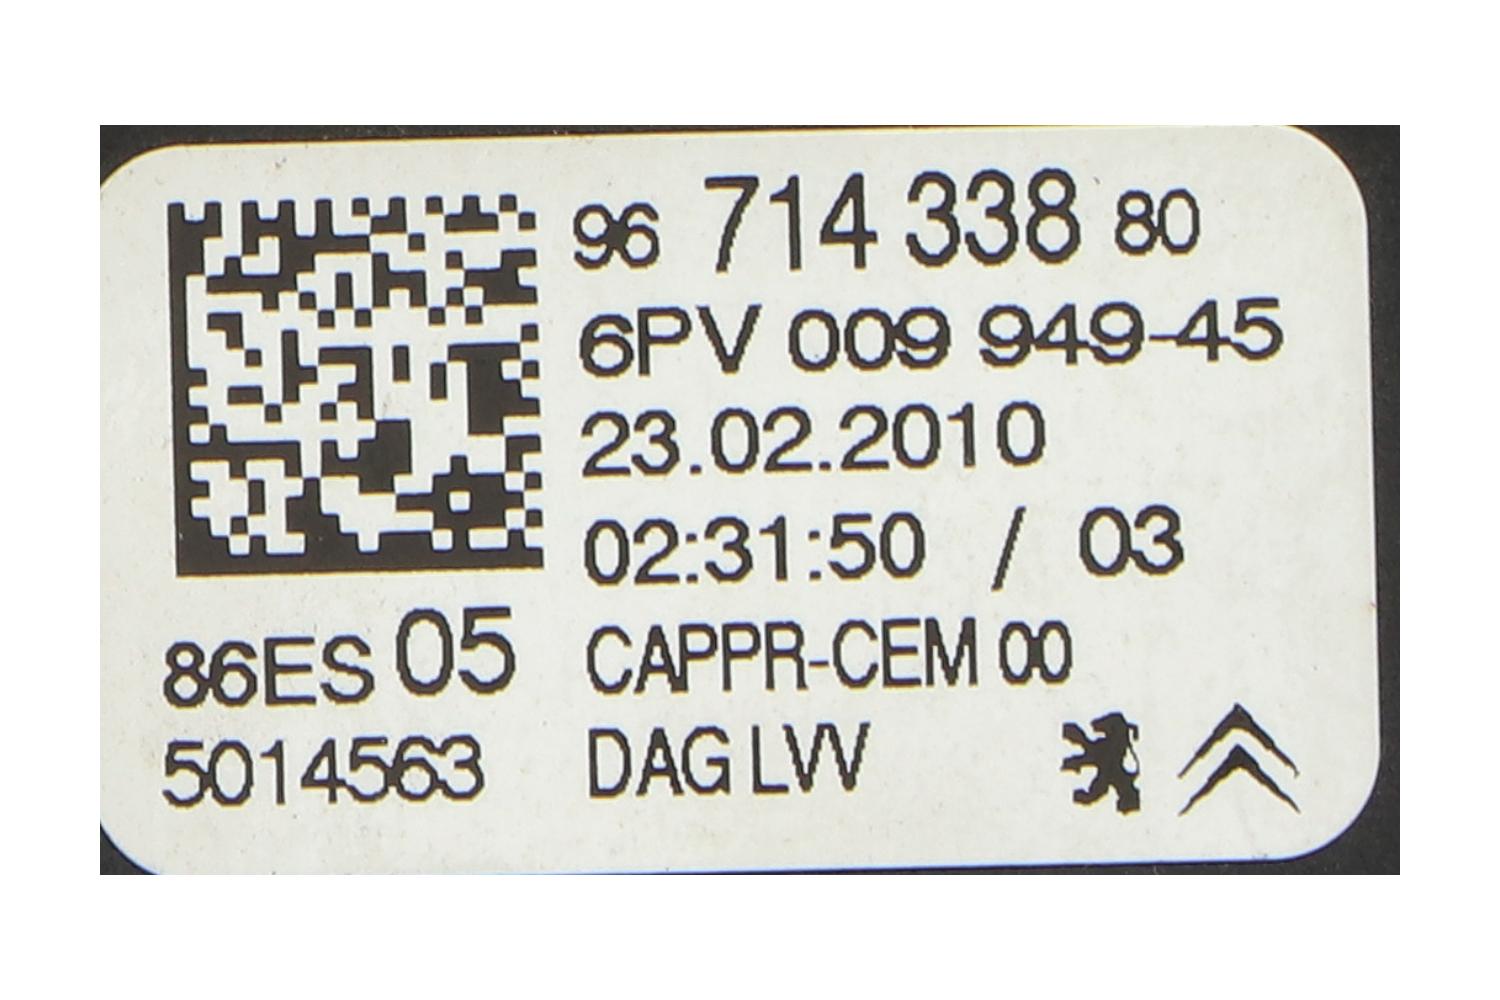 96 714 338 80
6PV 009 949-45
23.02.2010
02:31:50 / 03
86ES 05 CAPPR-CEM 00
5014563 DAG LVV